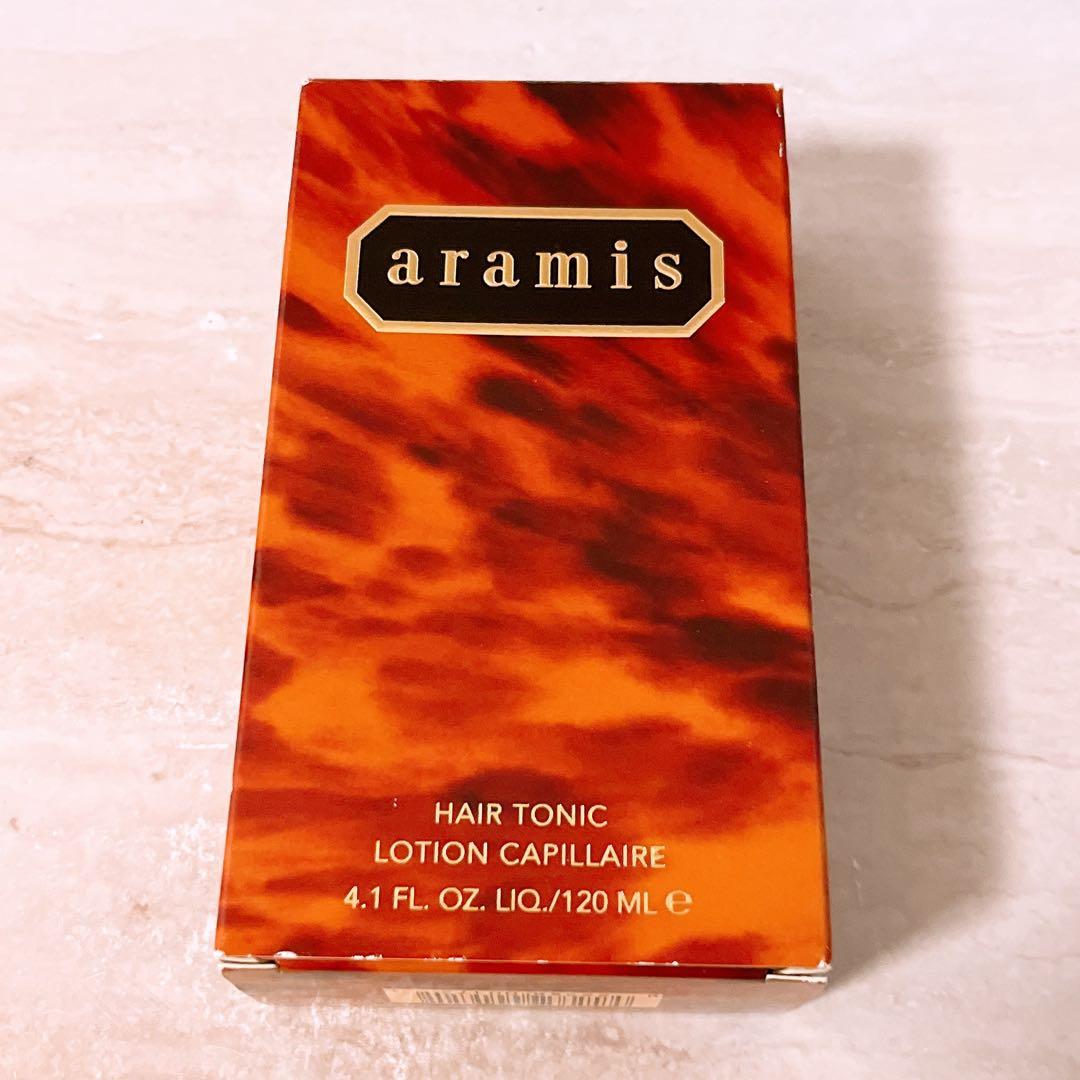 aramis
HAIR TONIC
LOTION CAPILLAIRE
4.1 FL. OZ. LIQ./120 ML ℮